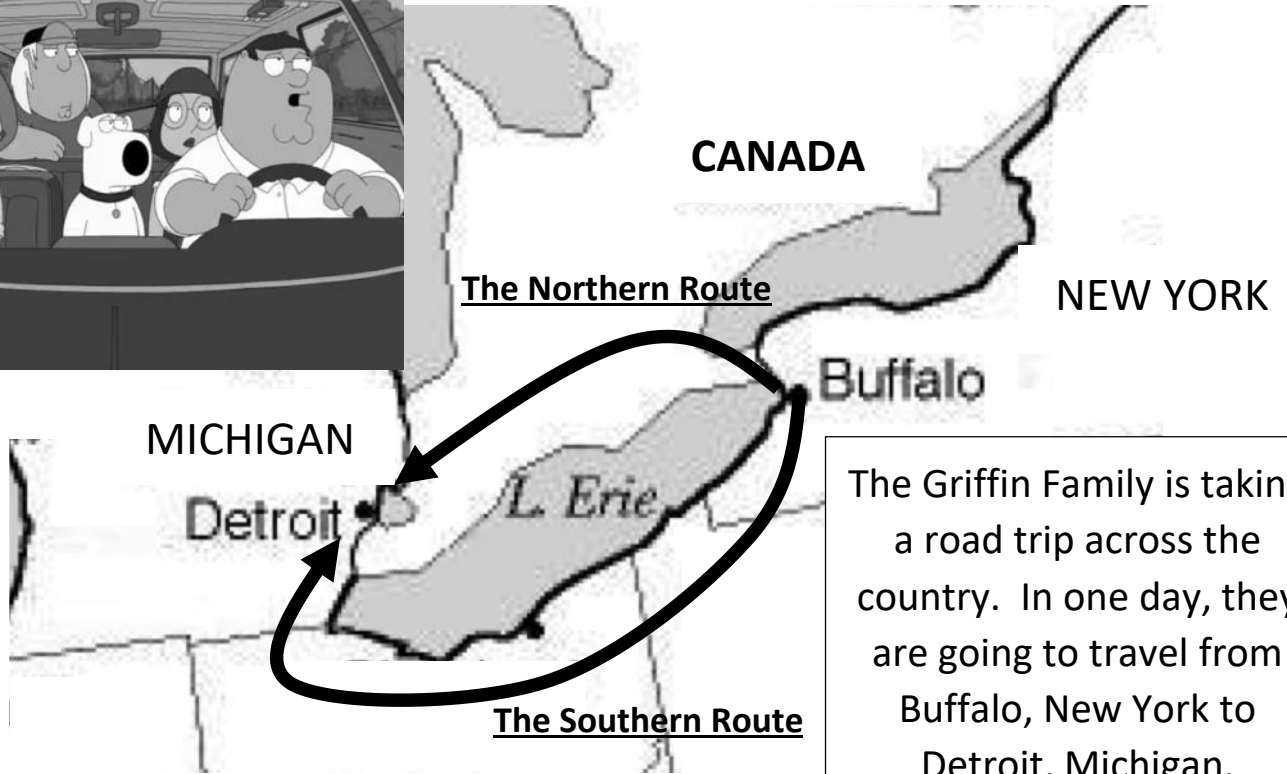 CANADA
The Northern Route
NEW YORK
Buffalo
MICHIGAN
Detroit
L. Erie
The Southern Route
The Griffin Family is takin
a road trip across the
country. In one day, they
are going to travel from
Buffalo, New York to
Detroit, Michigan.